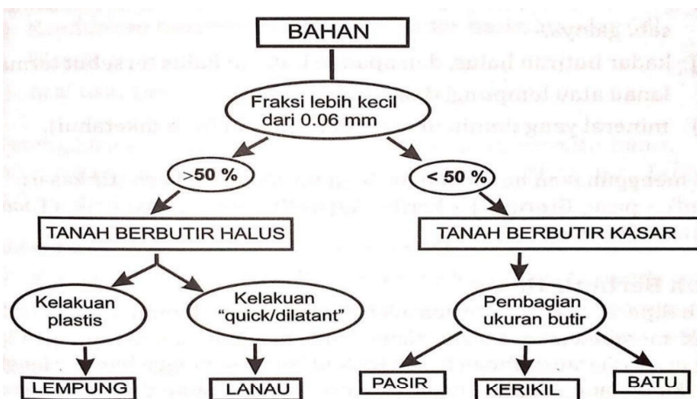 BAHAN
Fraksi lebih kecil
dari 0.06 mm
>50 %
< 50 %
TANAH BERBUTIR HALUS
TANAH BERBUTIR KASAR
Kelakuan
plastis
Kelakuan
"quick/dilatant"
Pembagian
ukuran butir
LEMPUNG
LANAU
PASIR
KERIKIL
BATU